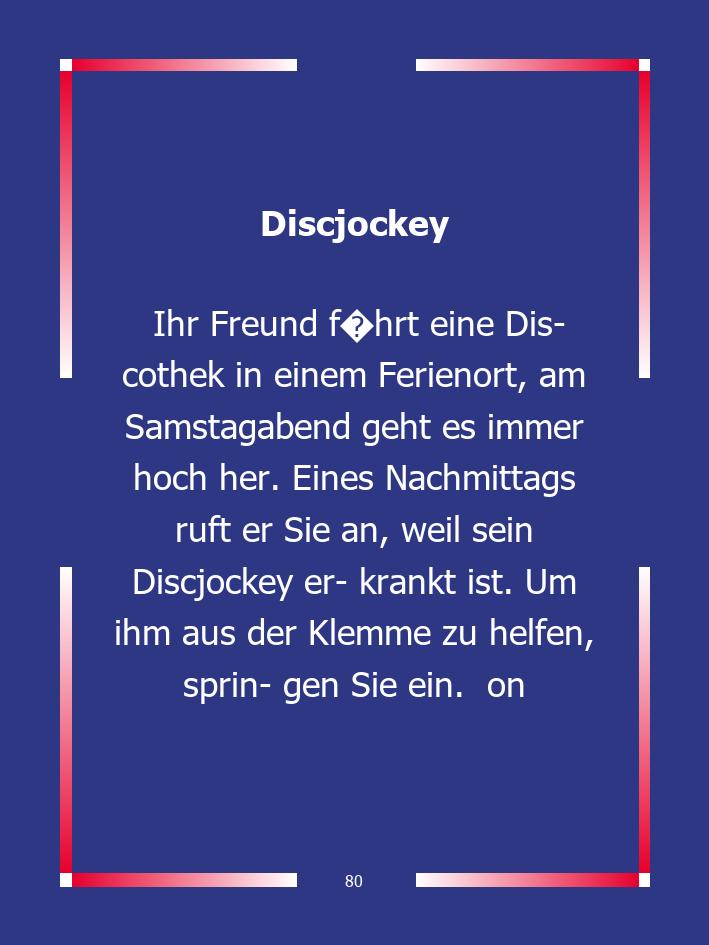 Discjockey
Ihr Freund f�hrt eine Dis-
cothek in einem Ferienort, am
Samstagabend geht es immer
hoch her. Eines Nachmittags
ruft er Sie an, weil sein
Discjockey er- krankt ist. Um
ihm aus der Klemme zu helfen,
sprin- gen Sie ein.  on
80